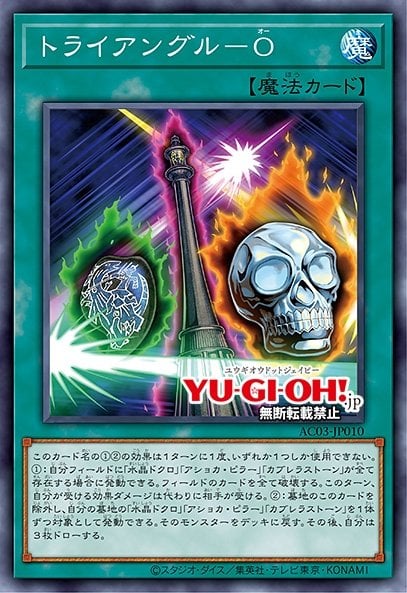 トライアングル-O
オー
魔
まほう
【魔法カード】
ユウギオウドットジェイピー
YU-GI-OH!.jp
無断転載禁止
AC03-JP010
このカード名の①②の効果は1ターンに1度、いずれか1つしか使用できない。
①:自分フィールドに「水晶ドクロ」「アショカ・ピラー」「カブレラストーン」が全て
存在する場合に発動できる。フィールドのカードを全て破壊する。このターン、
自分が受ける効果ダメージは代わりに相手が受ける。②:墓地のこのカードを
除外し、自分の墓地の「水晶ドクロ」「アショカ・ピラー」「カブレラストーン」を1体
ずつ対象として発動できる。そのモンスターをデッキに戻す。その後、自分は
3枚ドローする。
©スタジオ・ダイス/集英社・テレビ東京・KONAMI